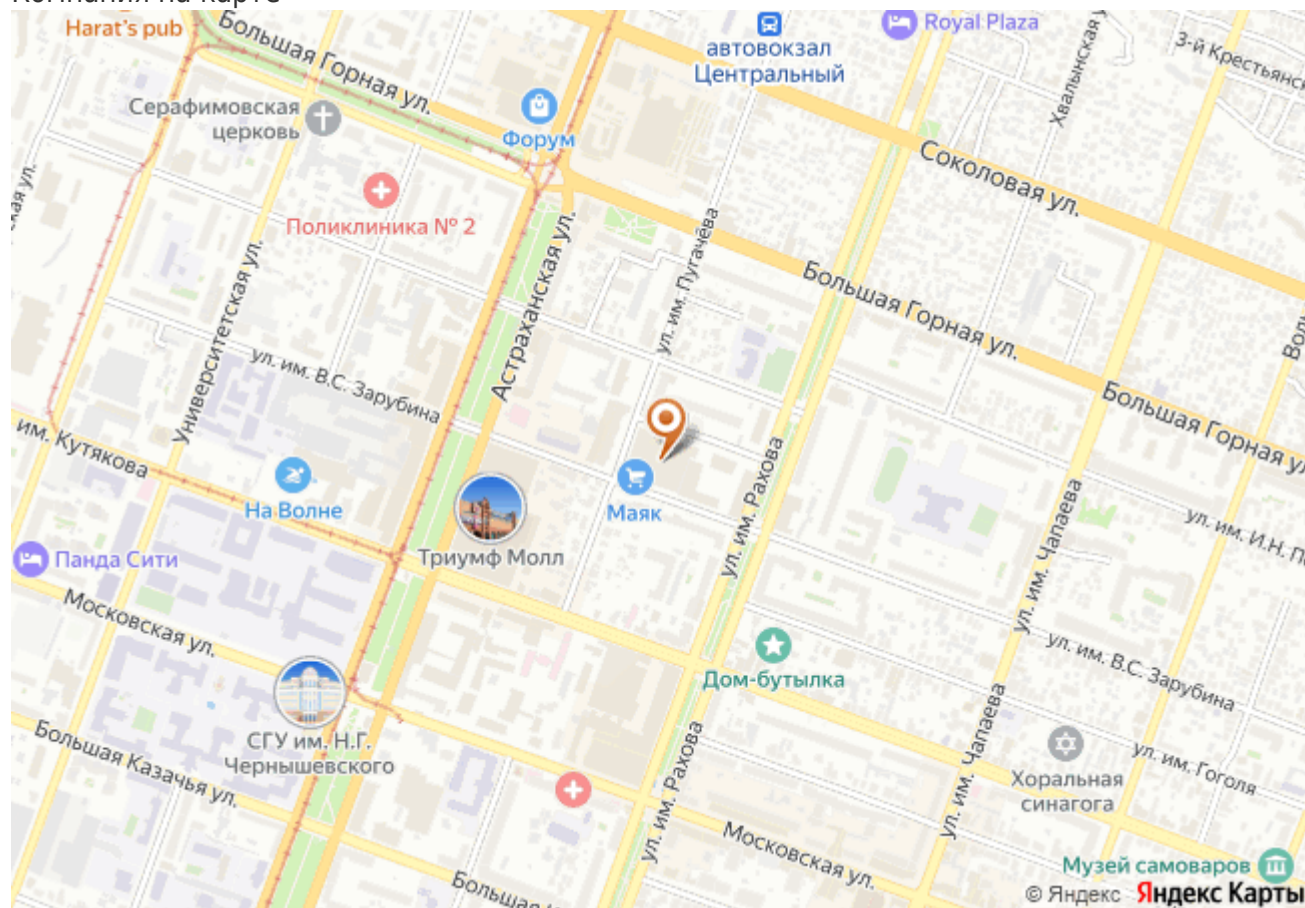 Компания на карте
Harat's pub
Большая Горная ул.
автовокзал
Центральный
Royal Plaza
Хвалынская у
3-й Крестьянс
Серафимовская
церковь
Форум
Соколовая ул.
Поликлиника № 2
ул. им. Пугачёва
Астраханская ул.
Университетская ул.
Большая Горная ул.
ул. им. В.С. Зарубина
Большая Горная ул
им. Кутякова
На Волне
Маяк
ул. им. Рахова
ул. им. Чапаева
ул. им. И.Н. П
Триумф Молл
Панда Сити
Московская ул.
Дом-бутылка
ул. им. В.С. Зарубина
СГУ им. Н.Г.
Чернышевского
Большая Казачья ул.
ул. им. Рахова
ул. им. Чапаева
Хоральная
синагога
ул. им. Гоголя
Московская ул.
Музей самоваров
Большая
© Яндекс Яндекс Карты